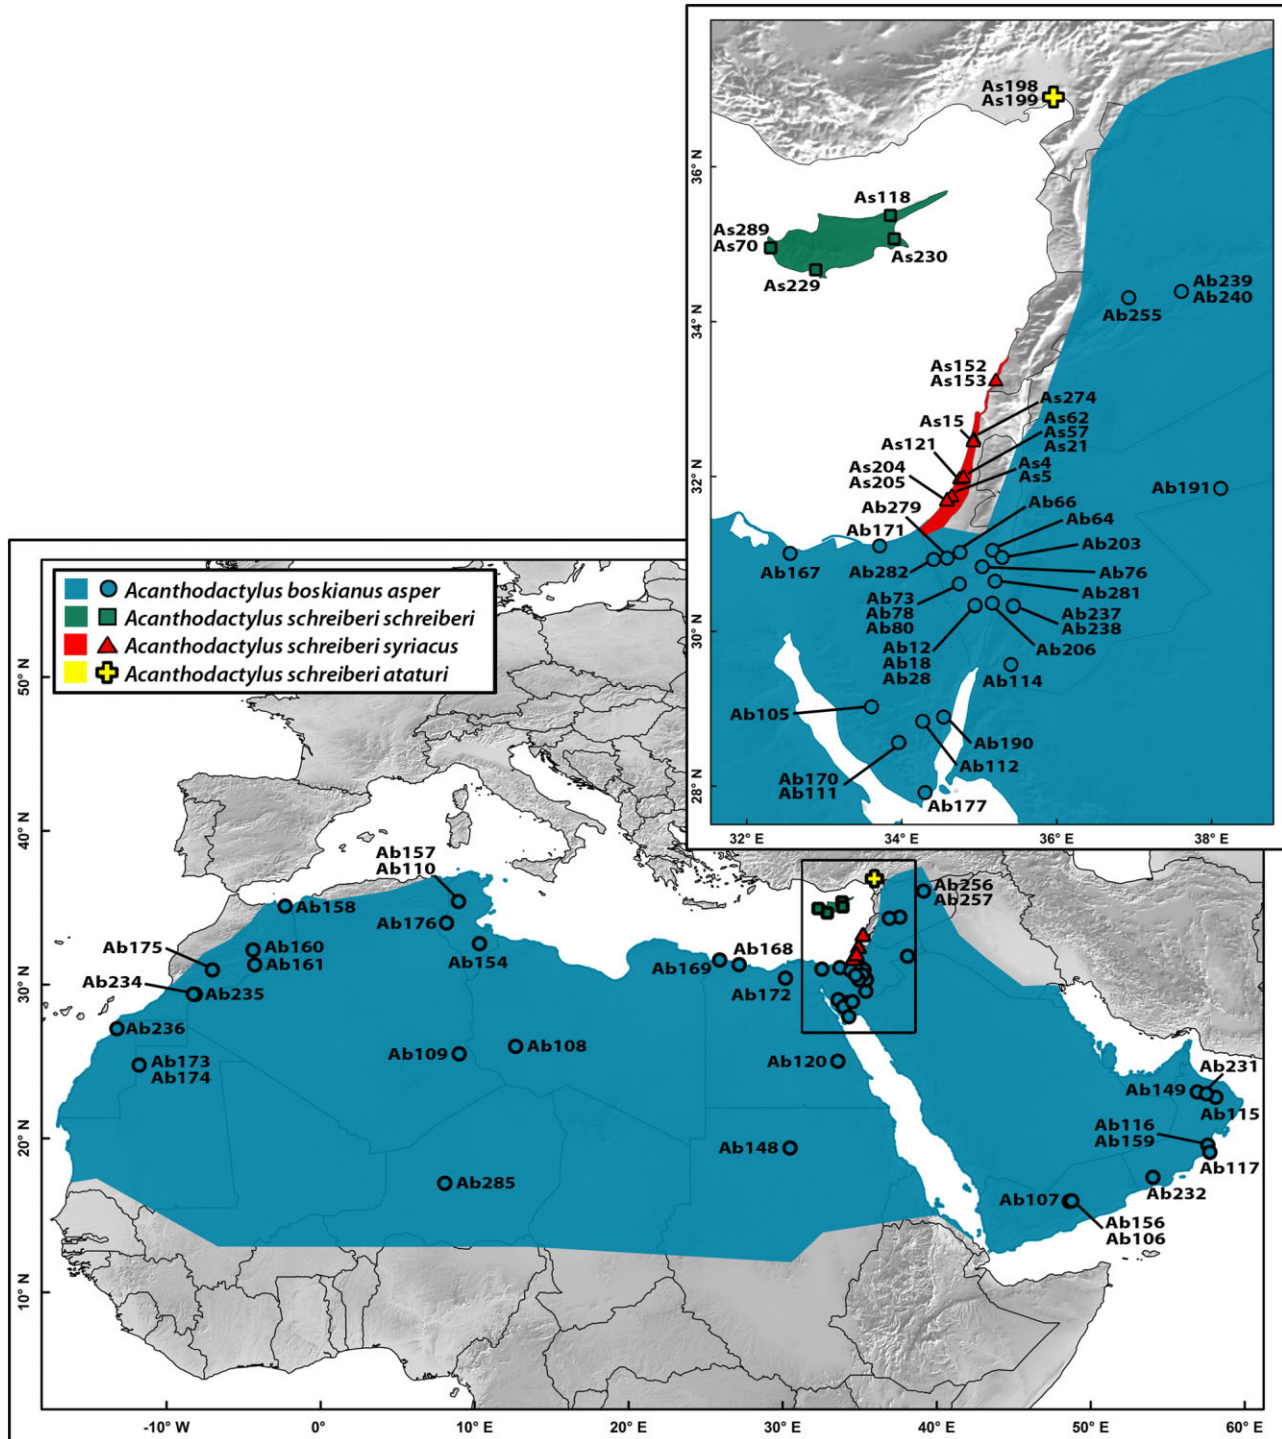 As198
As199
36° N
As118
As289
As70
As230
As229
34° N
Ab239
Ab240
Ab255
As152
As153
As274
As15
As62
As57
As21
As121
As204
As205
As4
As5
32° N
Ab279
Ab66
Ab191
Ab171
Ab64
Ab203
Ab167
Ab282
Ab76
Ab281
Ab73
Ab78
Ab80
Ab237
Ab238
30° N
Ab12
Ab18
Ab28
Ab206
Ab114
Ab105
Ab190
Ab112
Ab170
Ab111
Ab177
28° N
32° E
34° E
36° E
38° E
Acanthodactylus boskianus asper
Acanthodactylus schreiberi schreiberi
Acanthodactylus schreiberi syriacus
Acanthodactylus schreiberi ataturi
50° N
40° N
Ab157
Ab110
Ab158
Ab176
Ab256
Ab257
Ab175
Ab160
Ab161
Ab154
Ab168
Ab169
Ab172
30° N
Ab234
Ab235
Ab236
Ab173
Ab174
Ab109
Ab108
Ab120
Ab231
Ab149
Ab115
20° N
Ab116
Ab159
Ab148
Ab117
Ab285
Ab107
Ab232
Ab156
Ab106
10° N
-10° W
0°
10° E
20° E
30° E
40° E
50° E
60° E